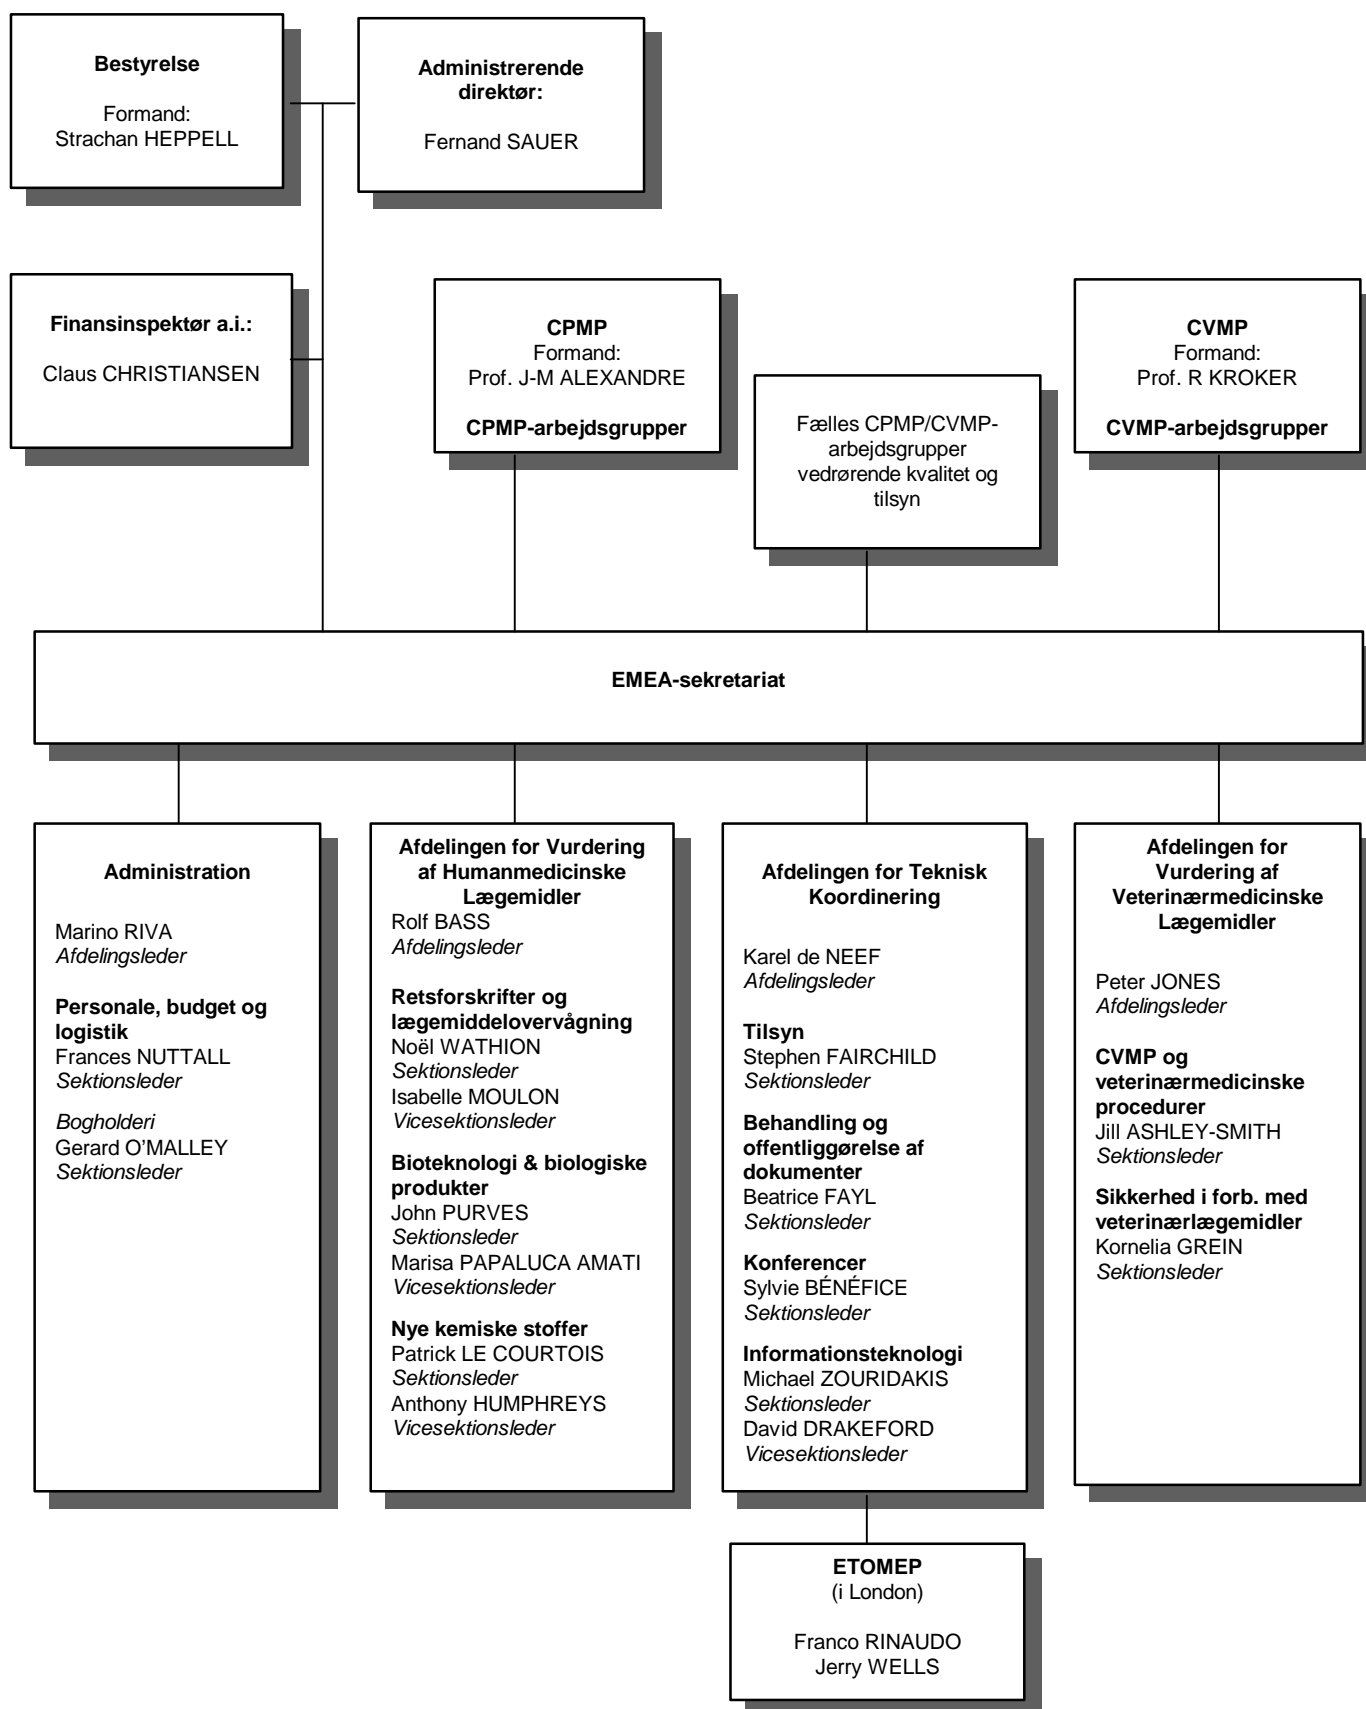 Bestyrelse
Formand:
Strachan HEPPELL
Administrerende
direktør:
Fernand SAUER
Finansinspektør a.i.:
Claus CHRISTIANSEN
CPMP
Formand:
Prof. J-M ALEXANDRE
CPMP-arbejdsgrupper
Fælles CPMP/CVMP-
arbejdsgrupper
vedrørende kvalitet og
tilsyn
CVMP
Formand:
Prof. R KROKER
CVMP-arbejdsgrupper
EMEA-sekretariat
Administration
Marino RIVA
Afdelingsleder
Personale, budget og
logistik
Frances NUTTALL
Sektionsleder
Bogholderi
Gerard O’MALLEY
Sektionsleder
Afdelingen for Vurdering
af Humanmedicinske
Lægemidler
Rolf BASS
Afdelingsleder
Retsforskrifter og
lægemiddelovervågning
Noël WATHION
Sektionsleder
Isabelle MOULON
Vicesektionsleder
Bioteknologi & biologiske
produkter
John PURVES
Sektionsleder
Marisa PAPALUCA AMATI
Vicesektionsleder
Nye kemiske stoffer
Patrick LE COURTOIS
Sektionsleder
Anthony HUMPHREYS
Vicesektionsleder
Afdelingen for Teknisk
Koordinering
Karel de NEEF
Afdelingsleder
Tilsyn
Stephen FAIRCHILD
Sektionsleder
Behandling og
offentliggørelse af
dokumenter
Beatrice FAYL
Sektionsleder
Konferencer
Sylvie BÉNÉFICE
Sektionsleder
Informationsteknologi
Michael ZOURIDAKIS
Sektionsleder
David DRAKEFORD
Vicesektionsleder
Afdelingen for
Vurdering af
Veterinærmedicinske
Lægemidler
Peter JONES
Afdelingsleder
CVMP og
veterinærmedicinske
procedurer
Jill ASHLEY-SMITH
Sektionsleder
Sikkerhed i forb. med
veterinærlægemidler
Kornelia GREIN
Sektionsleder
ETOMEP
(i London)
Franco RINAUDO
Jerry WELLS